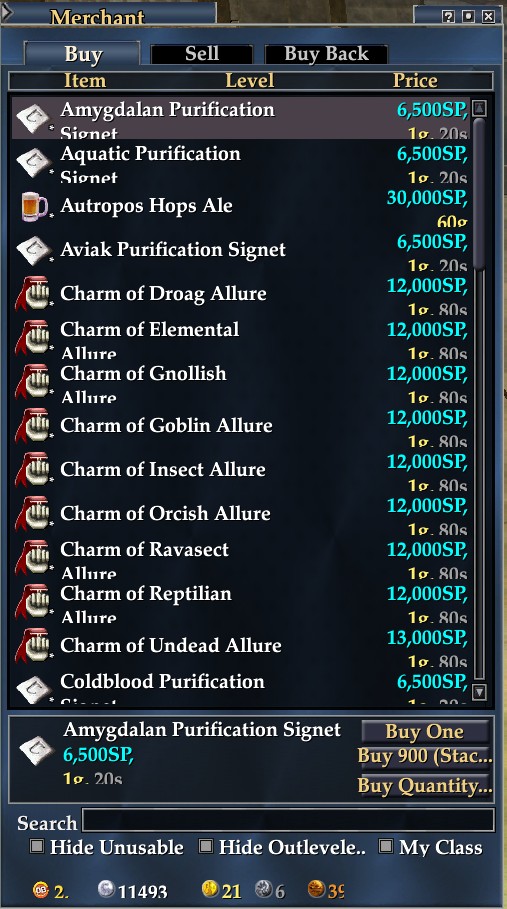 Merchant
Buy Sell Buy Back
Item Level Price
Amygdalan Purification 6,500SP,
Signet 1g, 20s
Aquatic Purification 6,500SP,
Signet 1g, 20s
Autropos Hops Ale 30,000SP,
60g
Aviak Purification Signet 6,500SP,
1g, 20s
Charm of Droag Allure 12,000SP,
1g, 80s
Charm of Elemental 12,000SP,
Allure 1g, 80s
Charm of Gnollish 12,000SP,
Allure 1g, 80s
Charm of Goblin Allure 12,000SP,
1g, 80s
Charm of Insect Allure 12,000SP,
1g, 80s
Charm of Orcish Allure 12,000SP,
1g, 80s
Charm of Ravasect 12,000SP,
Allure 1g, 80s
Charm of Reptilian 12,000SP,
Allure 1g, 80s
Charm of Undead Allure 13,000SP,
1g, 80s
Coldblood Purification 6,500SP,
Signet 1g, 20s
Amygdalan Purification Signet
6,500SP,
1g, 20s
Buy One
Buy 900 (Stac...
Buy Quantity...
Search
Hide Unusable Hide Outlevele.. My Class
2. 11493 21 6 39